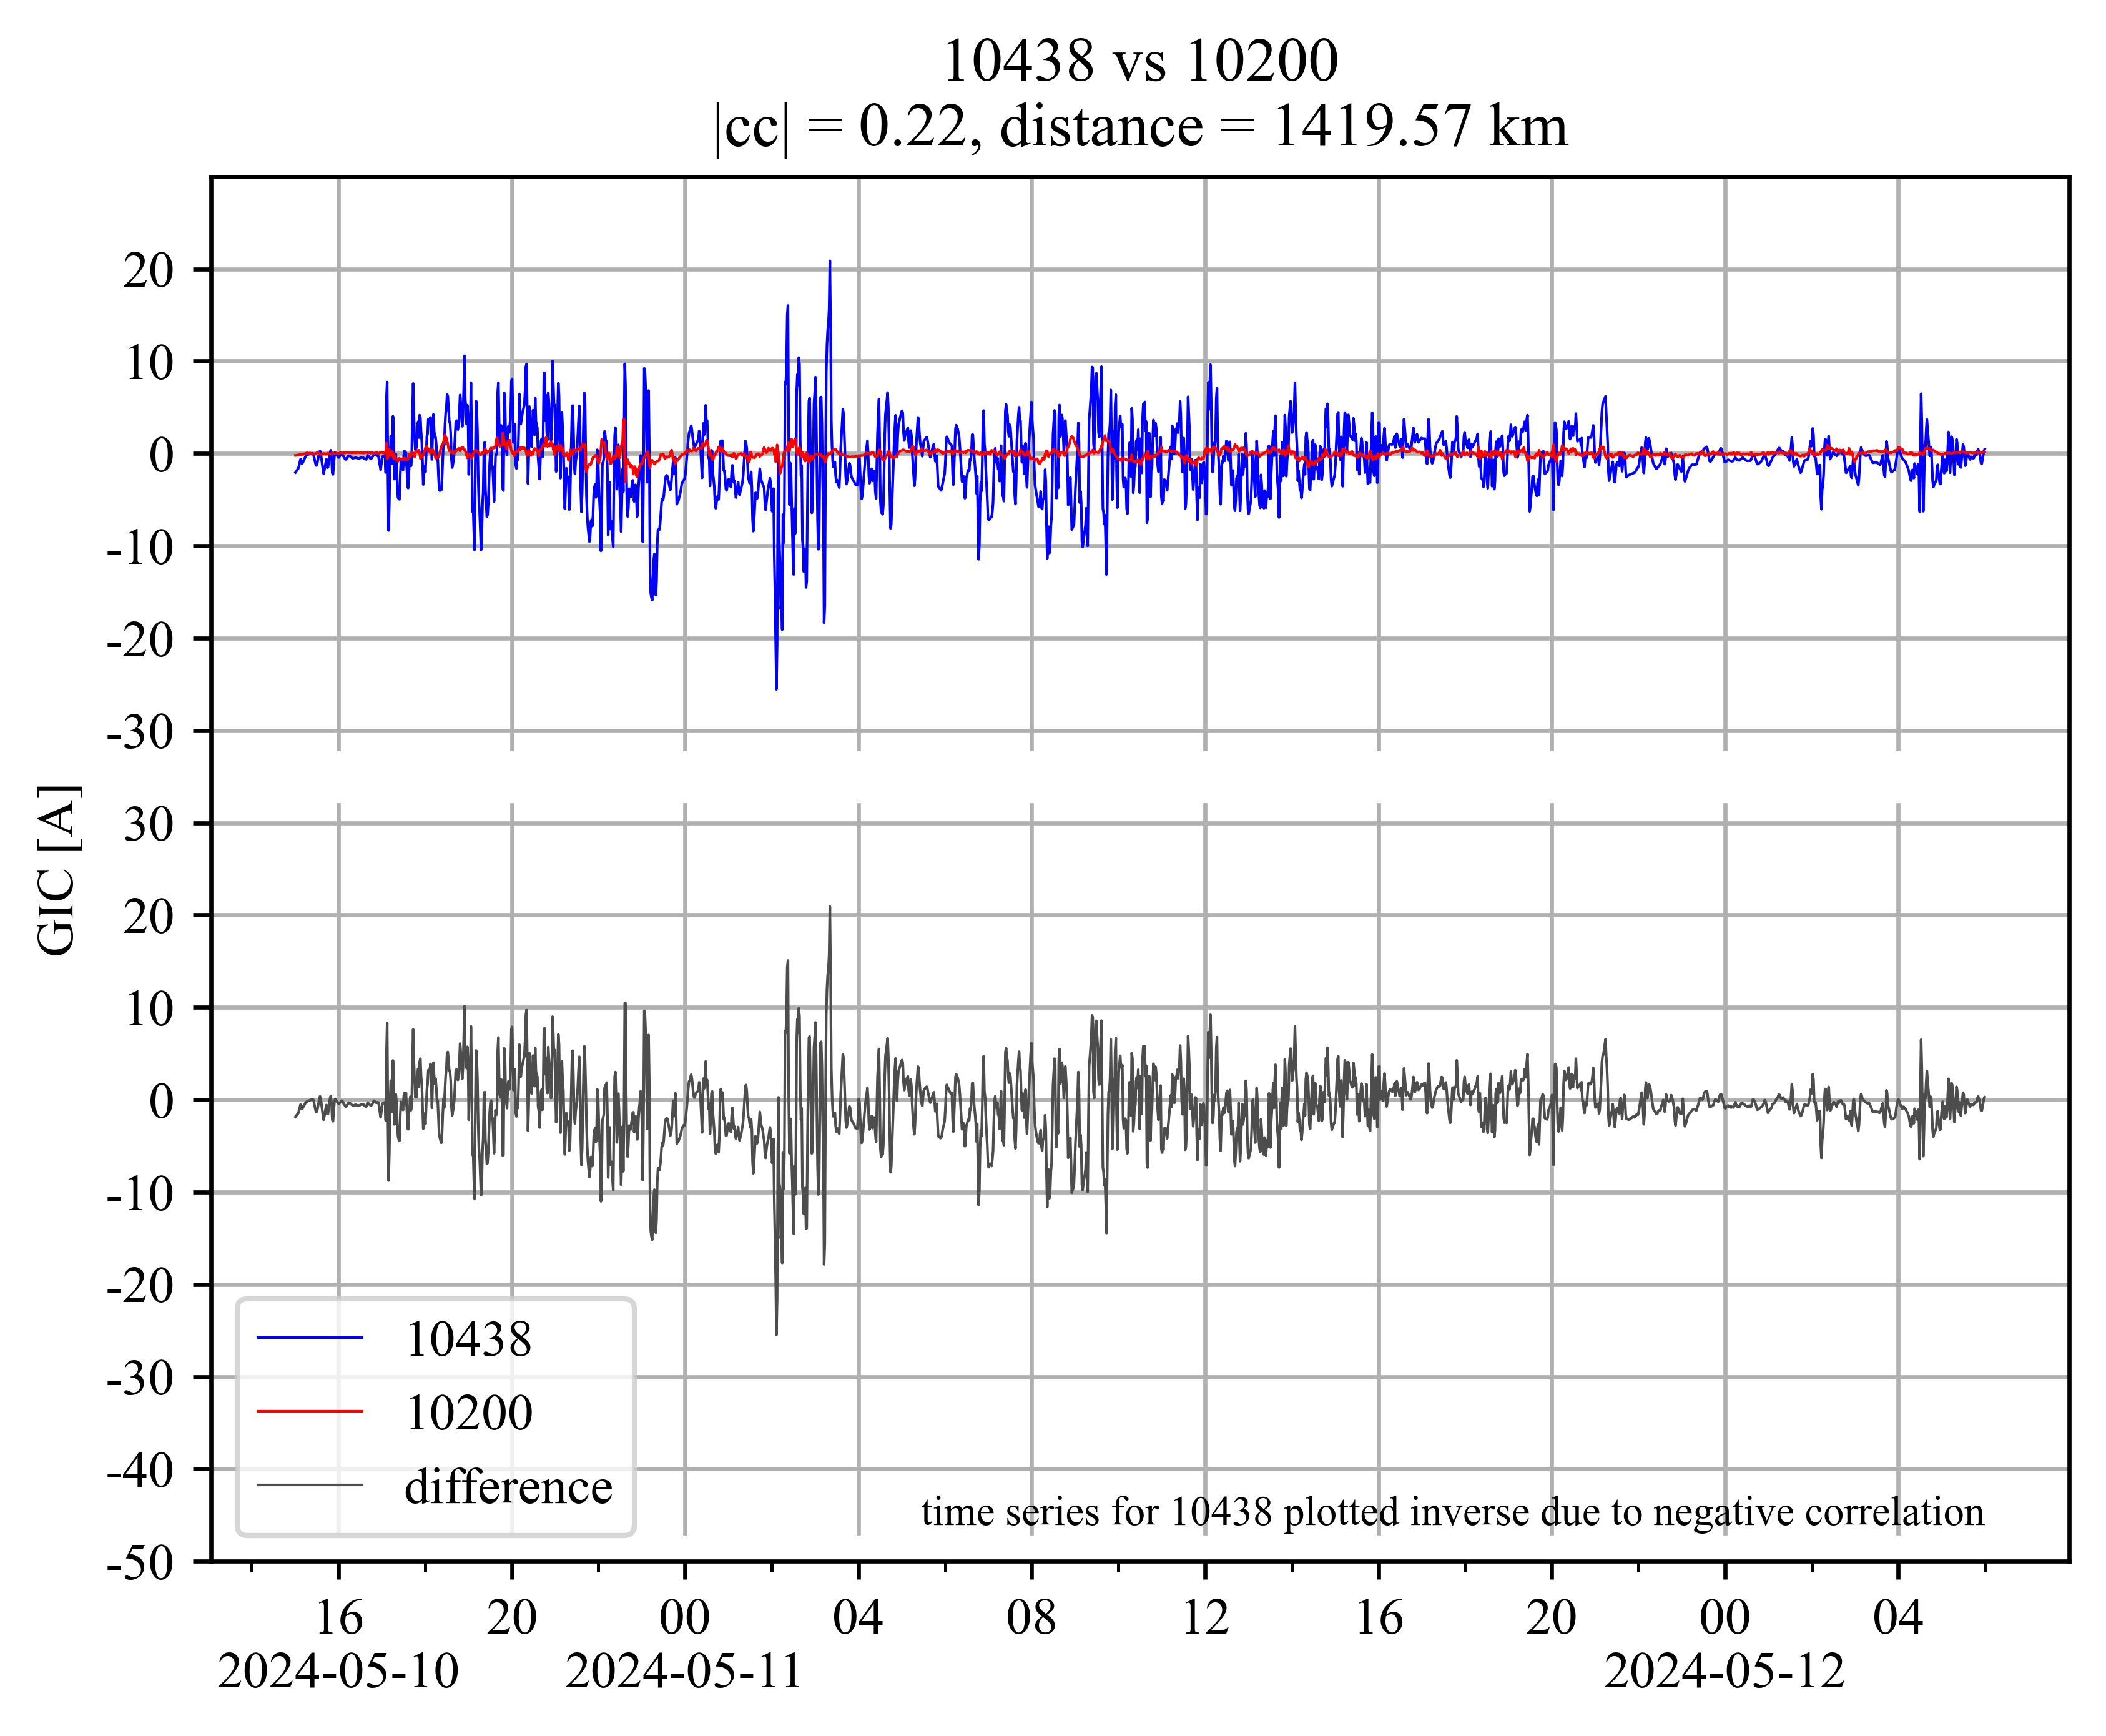 10438 vs 10200
|cc| = 0.22, distance = 1419.57 km
20
10
0
-10
-20
-30
30
20
10
0
-10
-20
-30
-40
-50
GIC [A]
10438
10200
difference
time series for 10438 plotted inverse due to negative correlation
16 20 00 04 08 12 16 20 00 04
2024-05-10 2024-05-11 2024-05-12